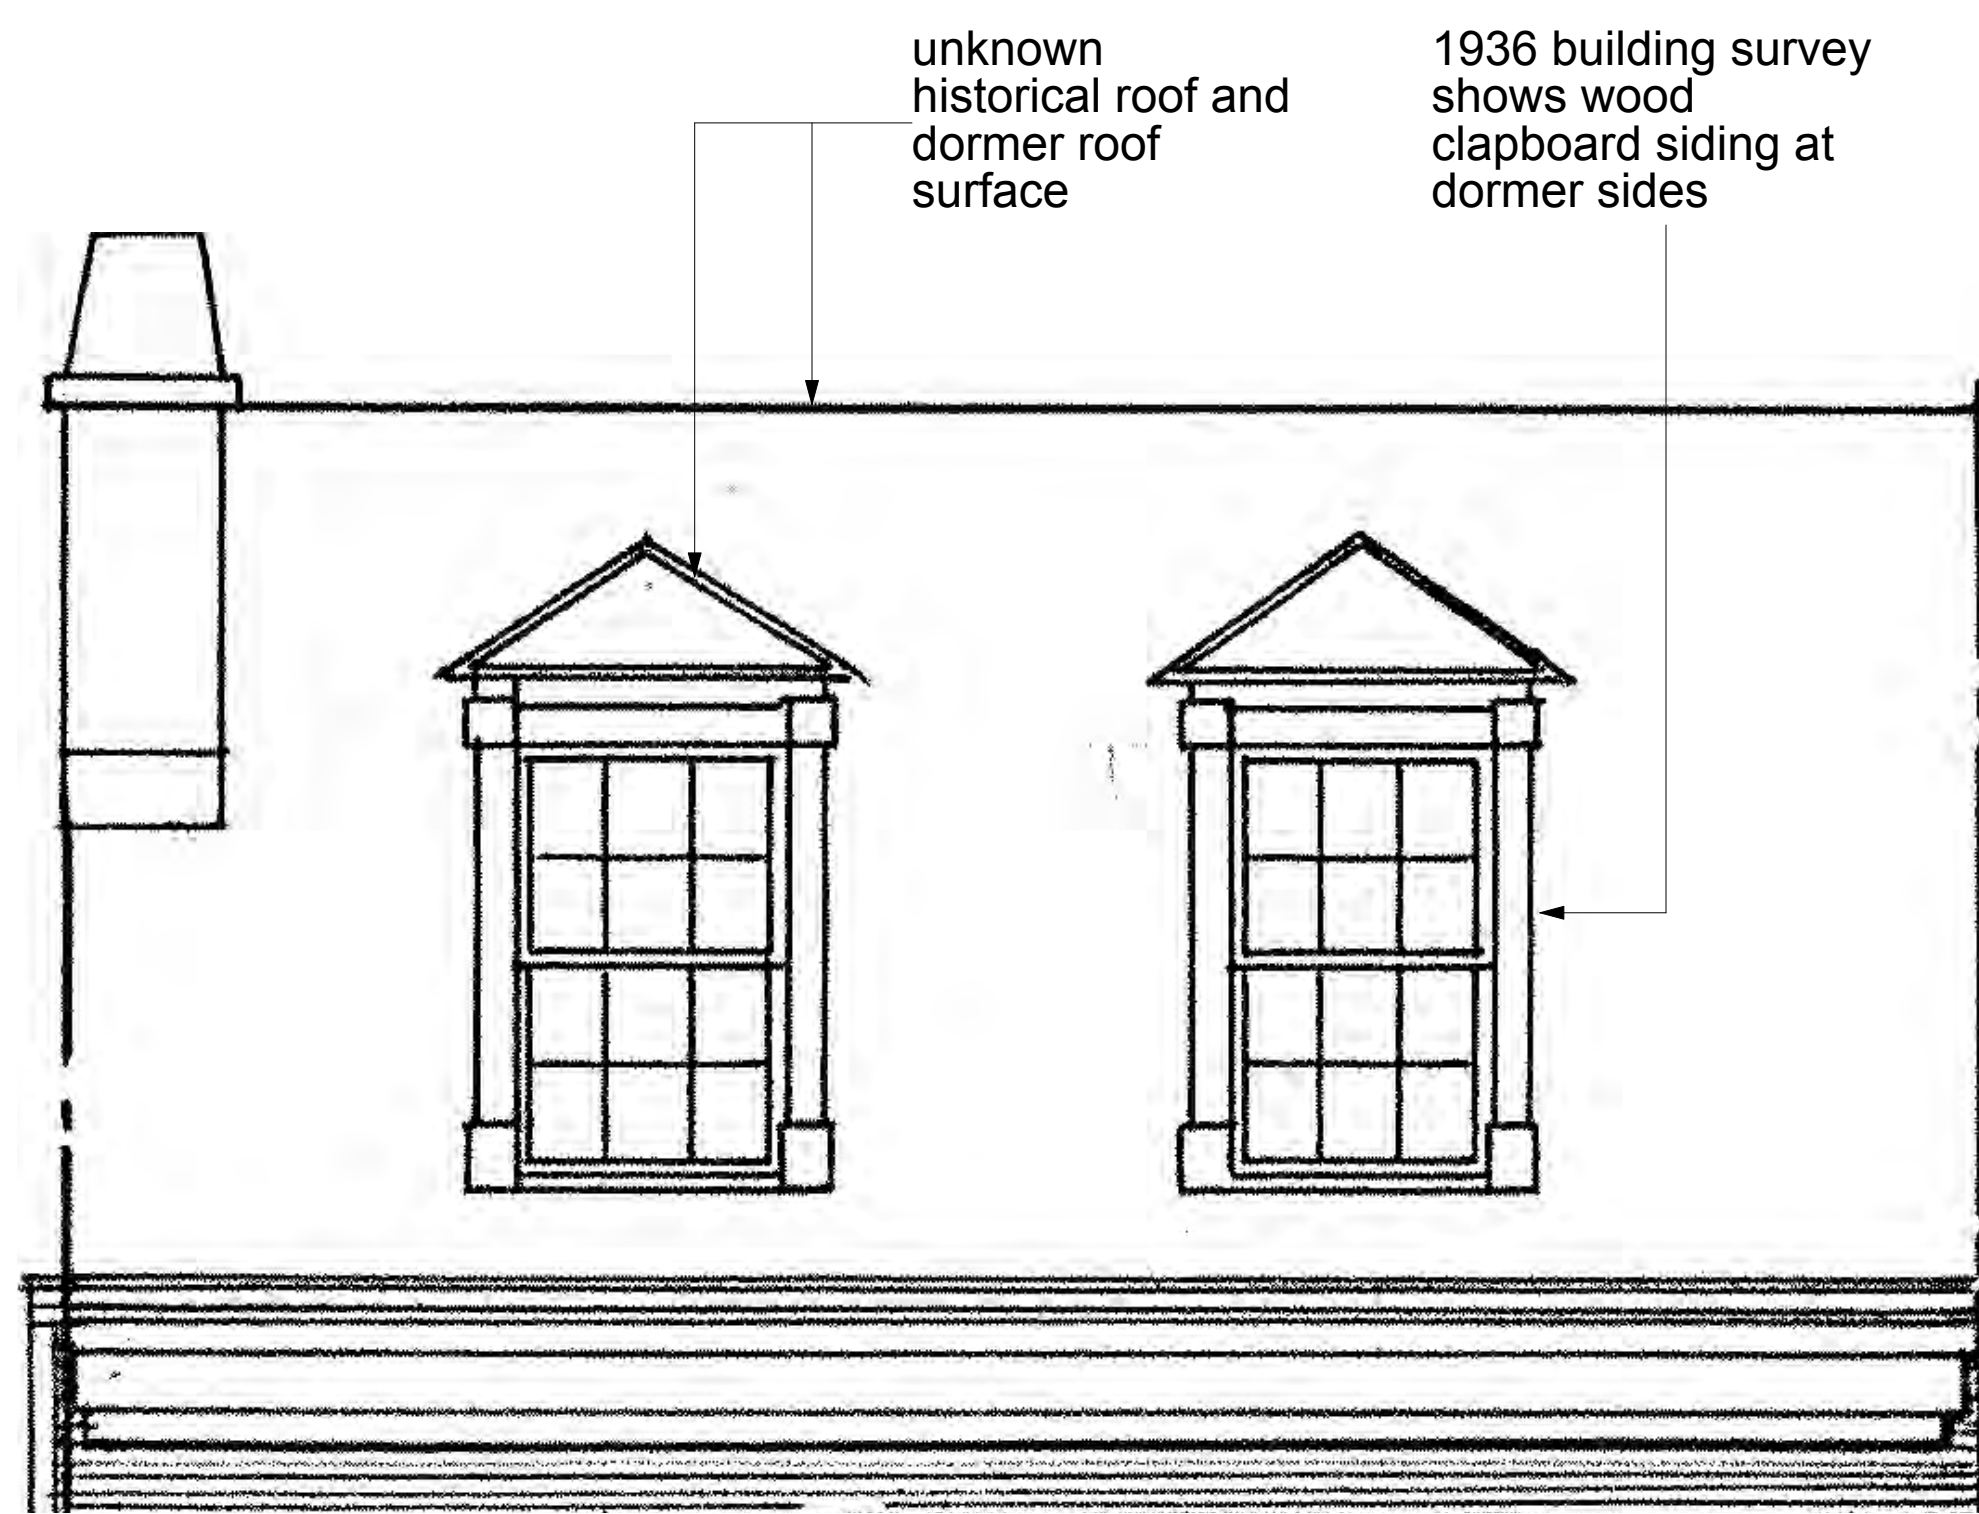 unknown
historical roof and
dormer roof
surface
1936 building survey
shows wood
clapboard siding at
dormer sides